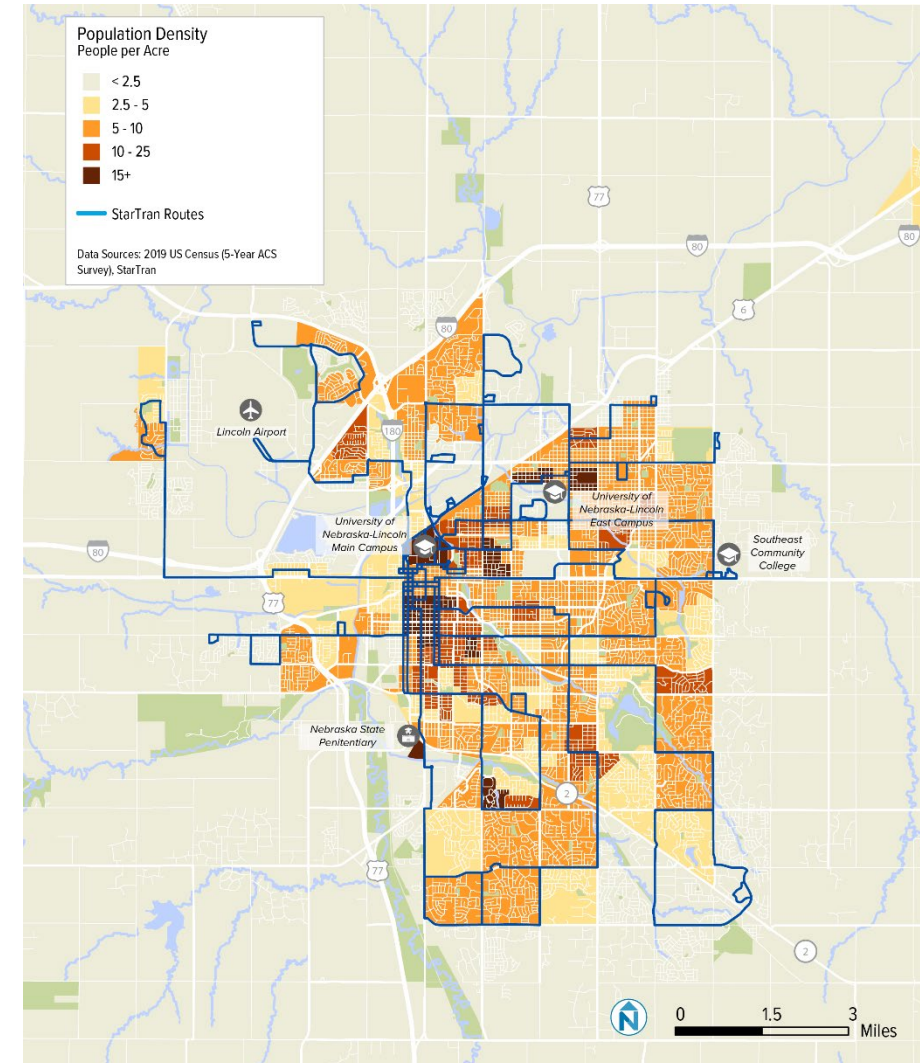 Population Density
People per Acre
< 2.5
2.5 - 5
5 - 10
10 - 25
15+
StarTran Routes
Data Sources: 2019 US Census (5-Year ACS
Survey), StarTran
77
80
80
6
80
Lincoln Airport
180
University of
Nebraska-Lincoln
East Campus
University of
Nebraska-Lincoln
Main Campus
Southeast
Community
College
80
77
Nebraska State
Penitentiary
2
77
2
N
0 1.5 3
Miles